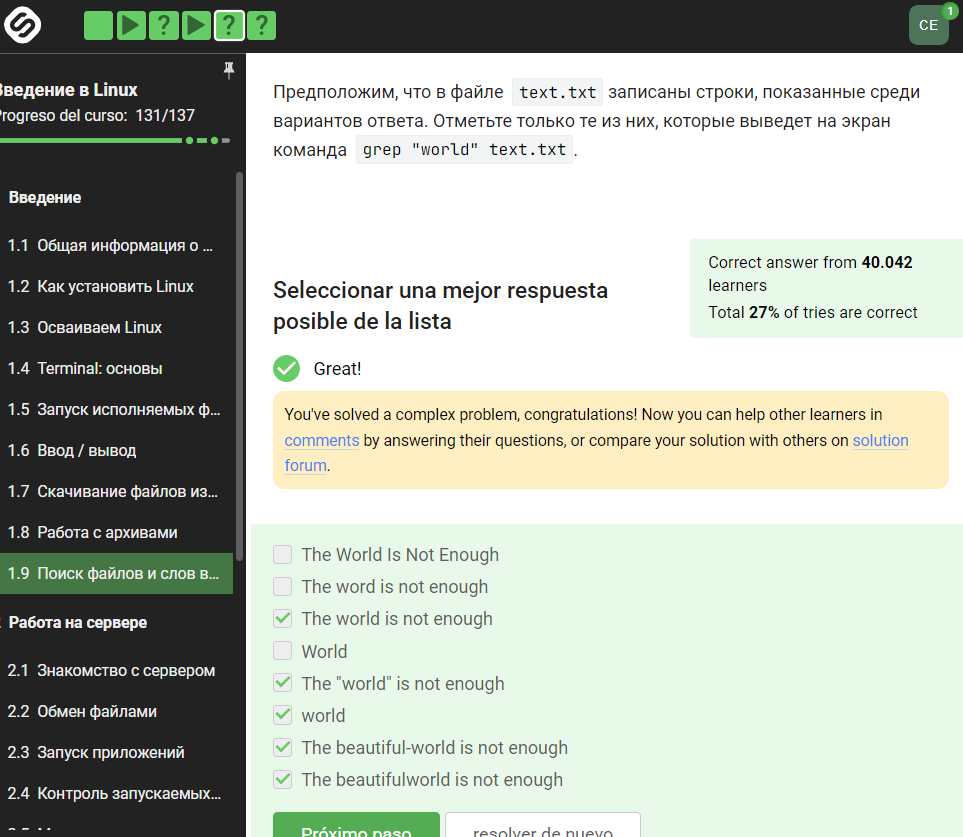 CE
1
Введение в Linux
Progreso del curso: 131/137
Введение
1.1 Общая информация о ...
1.2 Как установить Linux
1.3 Осваиваем Linux
1.4 Terminal: основы
1.5 Запуск исполняемых ф...
1.6 Ввод / вывод
1.7 Скачивание файлов из...
1.8 Работа с архивами
1.9 Поиск файлов и слов в...
Работа на сервере
2.1 Знакомство с сервером
2.2 Обмен файлами
2.3 Запуск приложений
2.4 Контроль запускаемых...
Предположим, что в файле text.txt записаны строки, показанные среди
вариантов ответа. Отметьте только те из них, которые выведет на экран
команда grep "world" text.txt.
Correct answer from 40.042
learners
Total 27% of tries are correct
Seleccionar una mejor respuesta
posible de la lista
Great!
You've solved a complex problem, congratulations! Now you can help other learners in
comments by answering their questions, or compare your solution with others on solution
forum.
The World Is Not Enough
The word is not enough
The world is not enough
World
The "world" is not enough
world
The beautiful-world is not enough
The beautifulworld is not enough
Próximo paso
resolver de nuevo